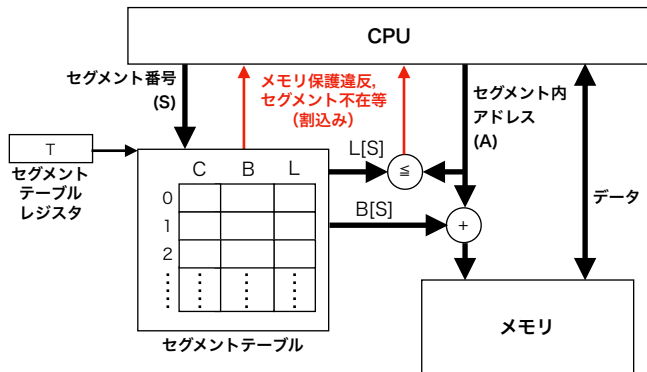 CPU
セグメント番号
(S)
メモリ保護違反,
セグメント不在等
（割込み）
セグメント内
アドレス
(A)
データ
T
セグメント
テーブル
レジスタ
L[S]
≦
B[S]
+
C B L
0
1
2
セグメントテーブル
メモリ